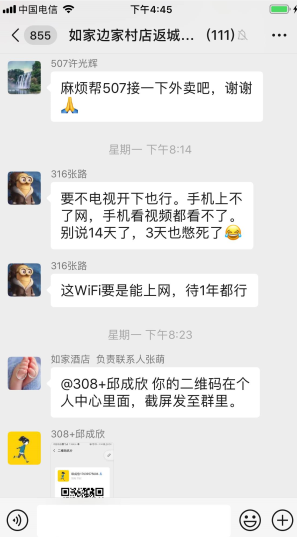 中国电信 下午4:45
855 如家边家村店返城... (111)
507许光辉
麻烦帮507接一下外卖吧，谢谢
🙏
星期一 下午8:14
316张路
要不电视开下也行。手机上不
了网，手机看视频都看不了。
别说14天了，3天也憋死了😂
316张路
这WiFi要是能上网，待1年都行
星期一 下午8:23
如家酒店 负责联系人张萌
@308+邱成欣 你的二维码在个
人中心里面，截屏发至群里。
308+邱成欣